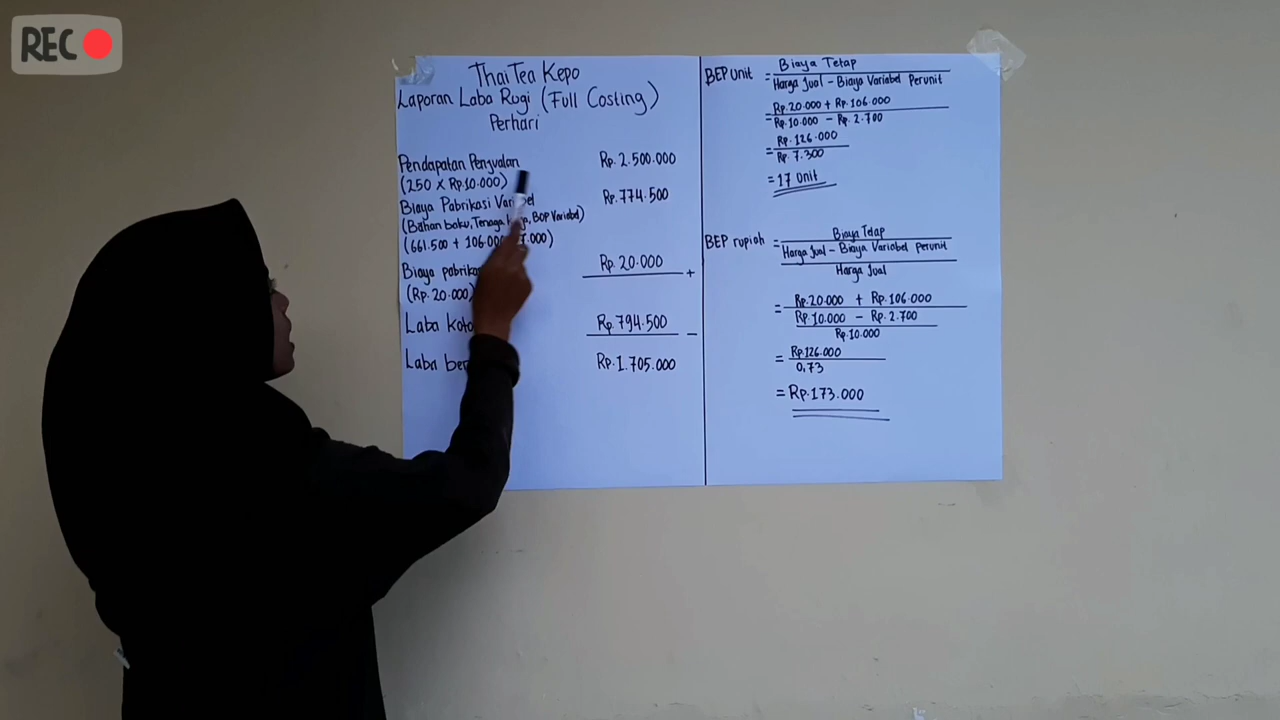 REC
Thai Tea Kepo
Laporan Laba Rugi (Full Costing)
Perhari
Pendapatan Penjualan Rp. 2.500.000
(250 x Rp.10.000)
Biaya Pabrikasi Rp.774.500
(Bahan baku, Tenaga BOP Variabel)
(661.500 + 106.000)
Biaya Rp. 20.000
+
(Rp. 20.000)
Laba Rp. 794.500
-
Laba Rp. 1.705.000
BEP Unit = Biaya Tetap
Harga Jual - Biaya Variabel Perunit
= Rp.20.000 + Rp.106.000
Rp.10.000 - Rp. 2.700
= Rp. 126.000
Rp. 7.300
= 17 Unit
BEP rupiah = Biaya Tetap
Harga Jual - Biaya Variabel Perunit
Harga Jual
= Rp.20.000 + Rp.106.000
Rp.10.000 - Rp.2.700
Rp.10.000
= Rp.126.000
0,73
= Rp.173.000